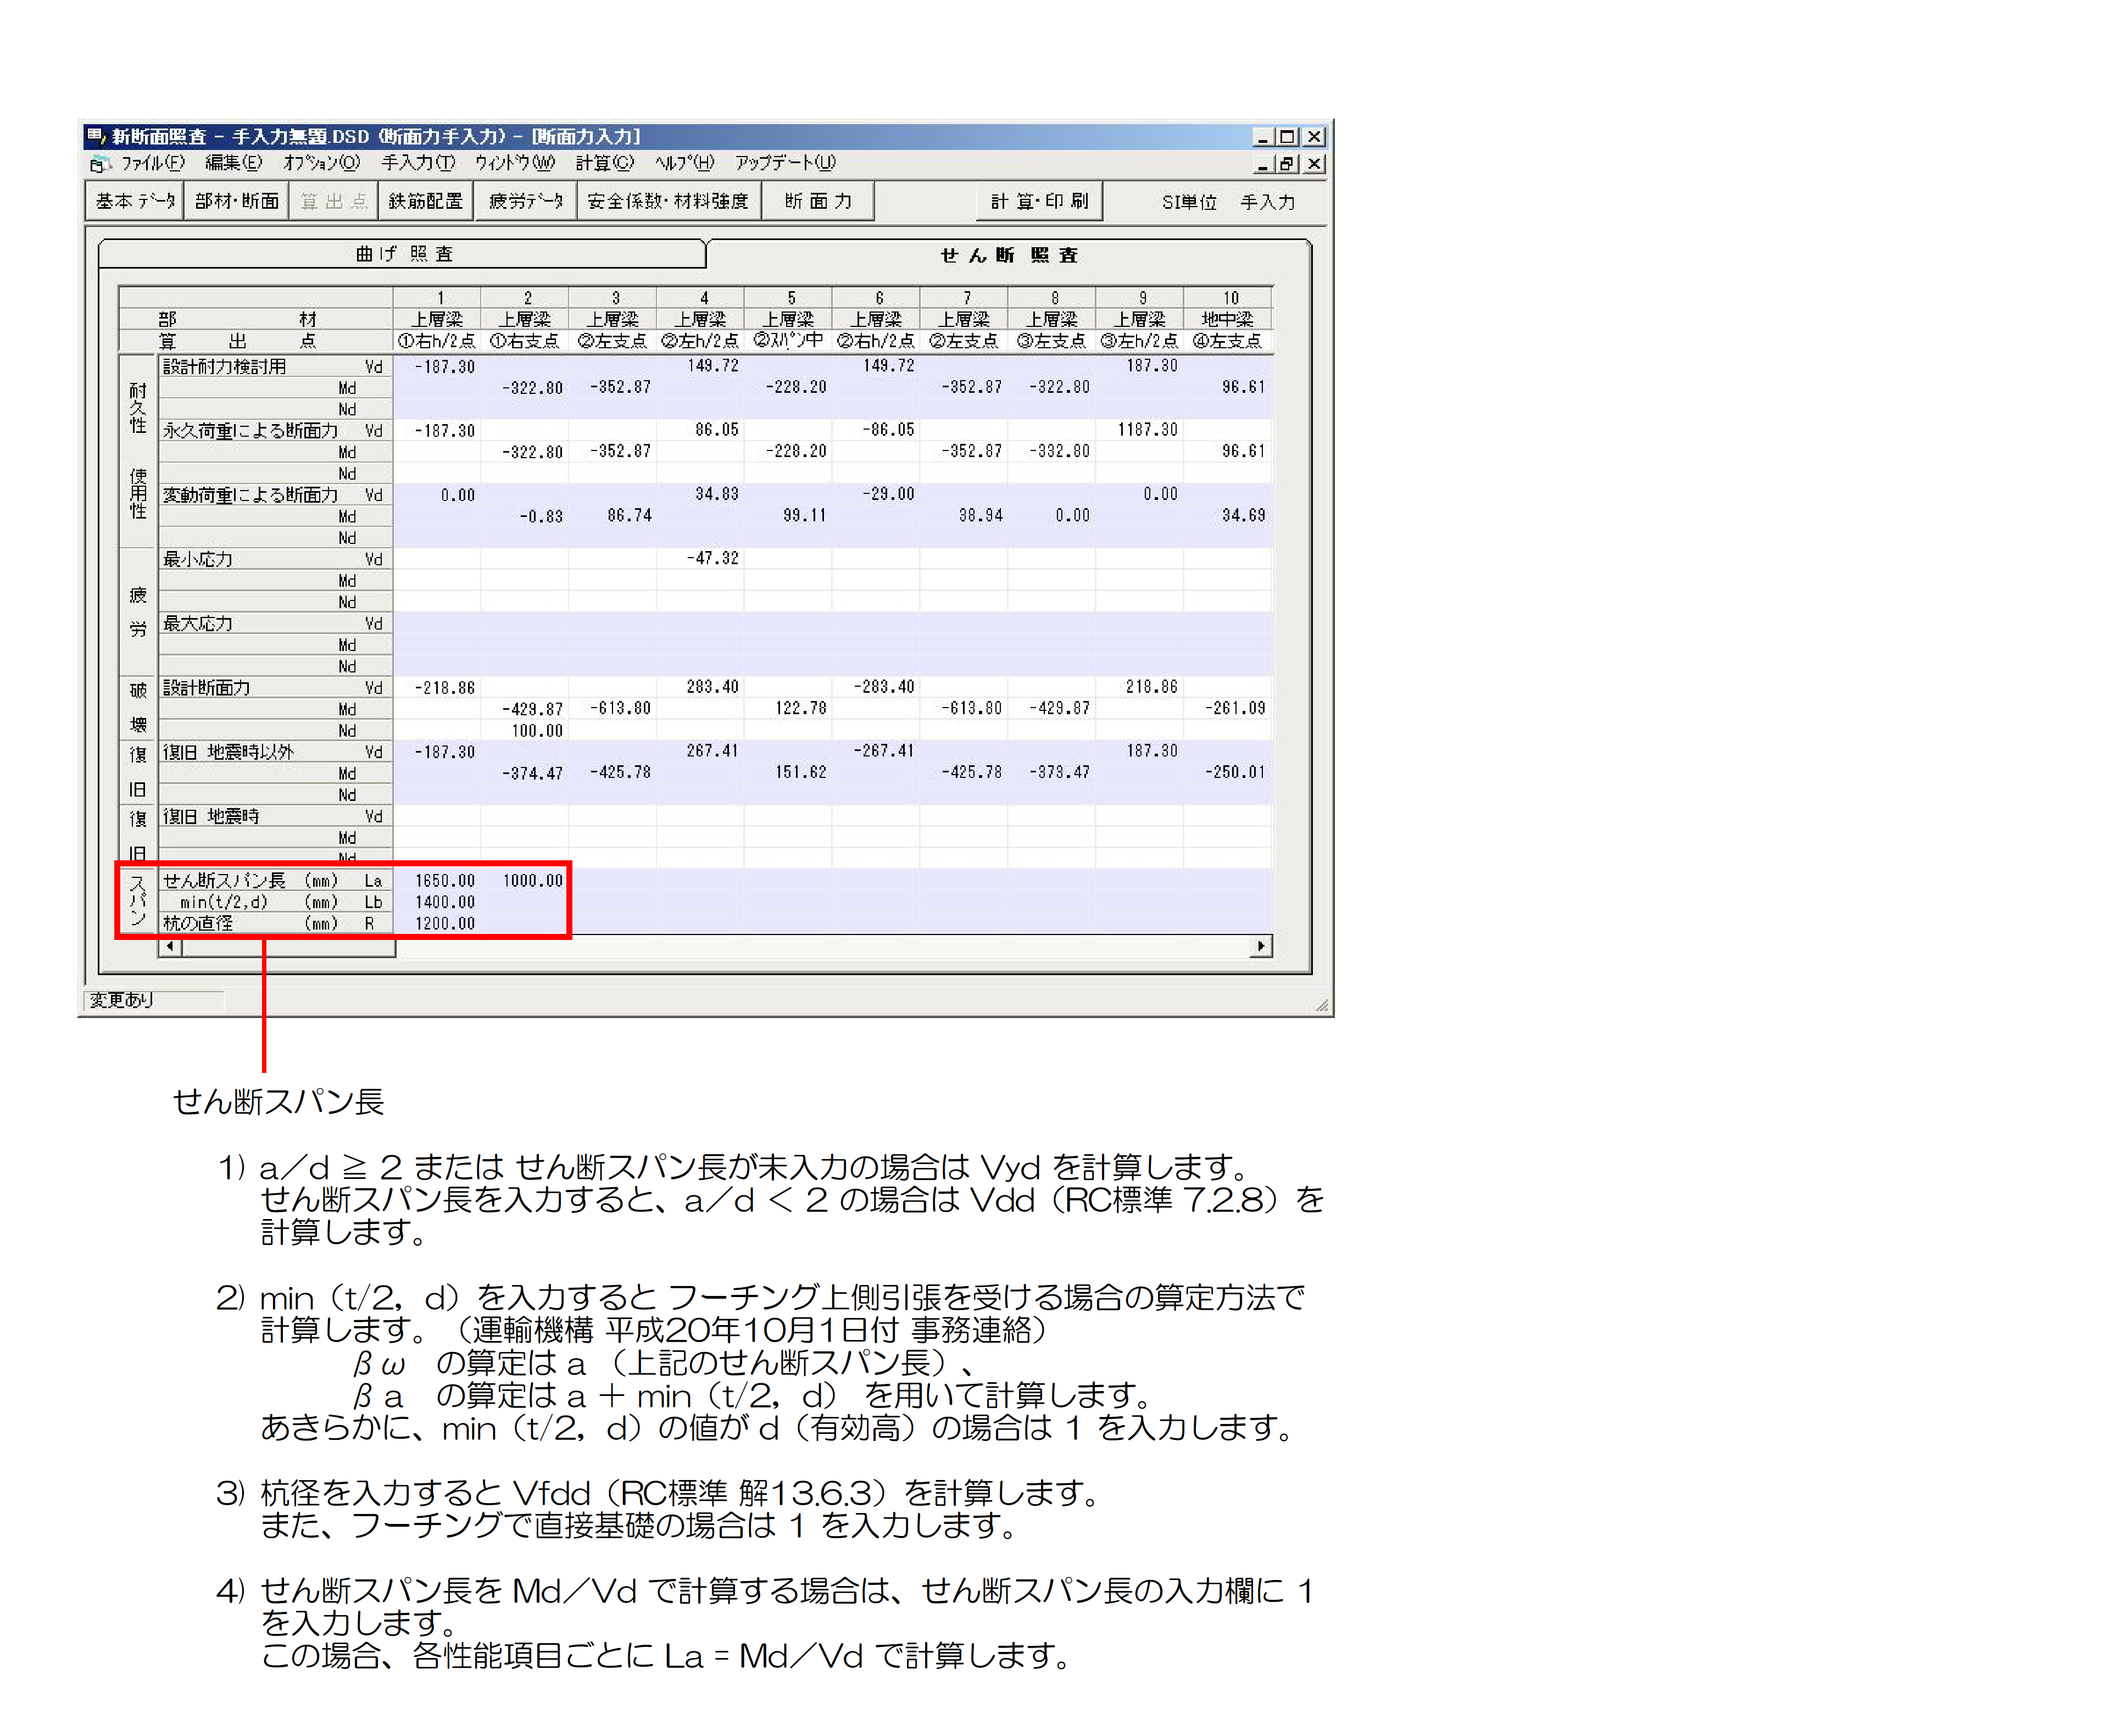 新断面照査 - 手入力無題.DSD (断面力手入力) - [断面力入力]
ファイル(F) 編集(E) オプション(O) 手入力(T) ウィンドウ(W) 計算(C) ヘルプ(H) アップデート(U)
基本データ 部材・断面 算出点 鉄筋配置 疲労データ 安全係数・材料強度 断面力 計算・印刷 SI単位 手入力
曲げ照査 せん断照査
1 2 3 4 5 6 7 8 9 10
部材 上層梁 上層梁 上層梁 上層梁 上層梁 上層梁 上層梁 上層梁 上層梁 地中梁
算出点 ①右h/2点 ①右支点 ②左支点 ②左h/2点 ②スパン中 ②右h/2点 ②左支点 ③左支点 ③左h/2点 ④左支点
耐久性 使用性
設計耐力検討用 Vd -187.30 149.72 149.72 187.30
Md -322.80 -352.87 -228.20 -352.87 -322.80 96.61
Nd
永久荷重による断面力 Vd -187.30 86.05 -86.05 1187.30
Md -322.80 -352.87 -228.20 -352.87 -332.80 96.61
Nd
変動荷重による断面力 Vd 0.00 34.83 -29.00 0.00
Md -0.83 86.74 99.11 38.94 0.00 34.69
Nd
疲労
最小応力 Vd -47.32
Md
Nd
最大応力 Vd
Md
Nd
破壊
設計断面力 Vd -218.86 283.40 -283.40 218.86
Md -429.87 -613.80 122.78 -613.80 -429.87 -261.09
Nd 100.00
復旧
復旧 地震時以外 Vd -187.30 267.41 -267.41 187.30
Md -374.47 -425.78 151.62 -425.78 -373.47 -250.01
Nd
復旧
復旧 地震時 Vd
Md
Nd
スパン
せん断スパン長 (mm) La 1650.00 1000.00
min(t/2,d) (mm) Lb 1400.00
杭の直径 (mm) R 1200.00
変更あり
せん断スパン長
1) a／d ≧ 2 または せん断スパン長が未入力の場合は Vyd を計算します。
せん断スパン長を入力すると、a／d ＜ 2 の場合は Vdd（RC標準 7.2.8）を
計算します。
2) min（t/2, d）を入力すると フーチング上側引張を受ける場合の算定方法で
計算します。（運輸機構 平成20年10月1日付 事務連絡）
βω の算定は a （上記のせん断スパン長）、
βa の算定は a ＋ min（t/2, d） を用いて計算します。
あきらかに、min（t/2, d）の値が d（有効高）の場合は 1 を入力します。
3) 杭径を入力すると Vfdd（RC標準 解13.6.3）を計算します。
また、フーチングで直接基礎の場合は 1 を入力します。
4) せん断スパン長を Md／Vd で計算する場合は、せん断スパン長の入力欄に 1
を入力します。
この場合、各性能項目ごとに La = Md／Vd で計算します。